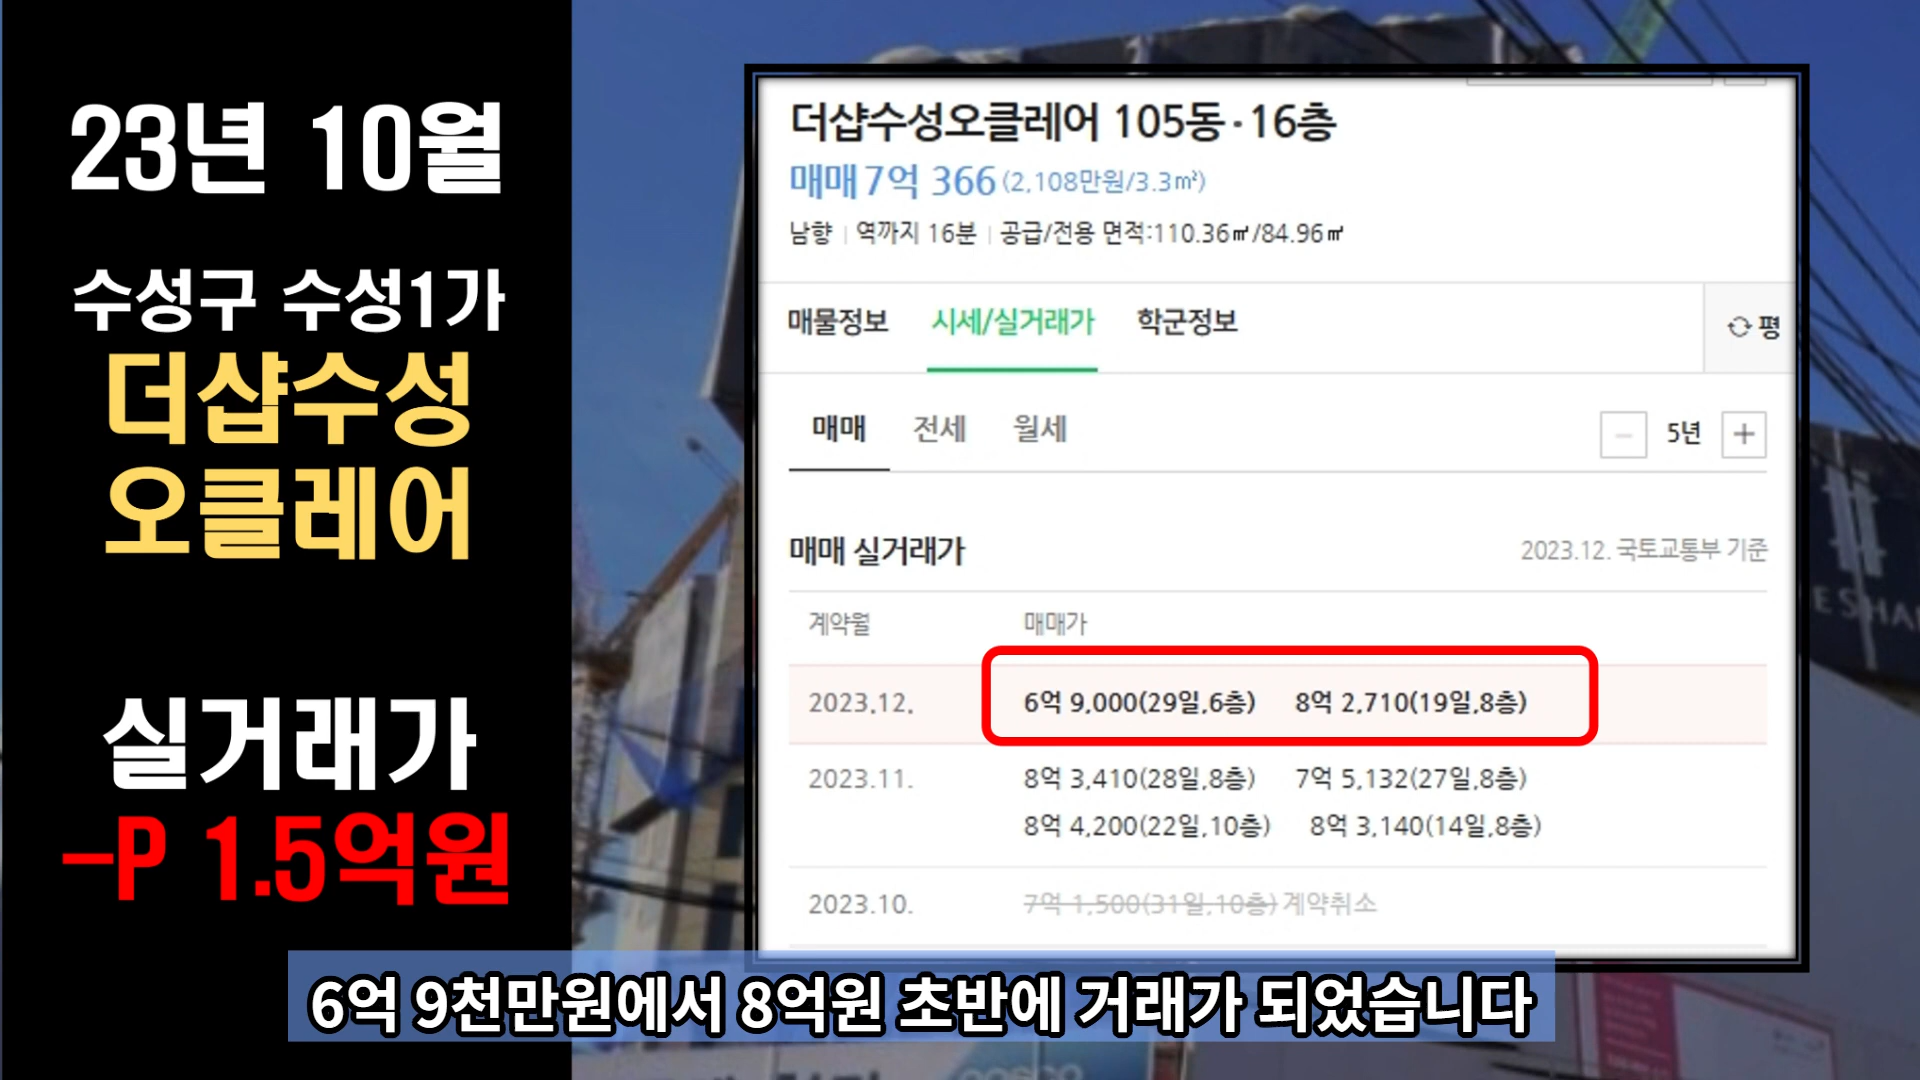 23년 10월
수성구 수성1가
더샵수성
오클레어
실거래가
-P 1.5억원
더샵수성오클레어 105동·16층
매매 7억 366 (2,108만원/3.3㎡)
남향 | 역까지 16분 | 공급/전용 면적:110.36㎡/84.96㎡
매물정보 시세/실거래가 학군정보 평
매매 전세 월세 - 5년 +
매매 실거래가 2023.12. 국토교통부 기준
계약월 매매가
2023.12. 6억 9,000(29일,6층) 8억 2,710(19일,8층)
2023.11. 8억 3,410(28일,8층) 7억 5,132(27일,8층)
8억 4,200(22일,10층) 8억 3,140(14일,8층)
2023.10. 7억 1,500(31일,10층) 계약취소
6억 9천만원에서 8억원 초반에 거래가 되었습니다